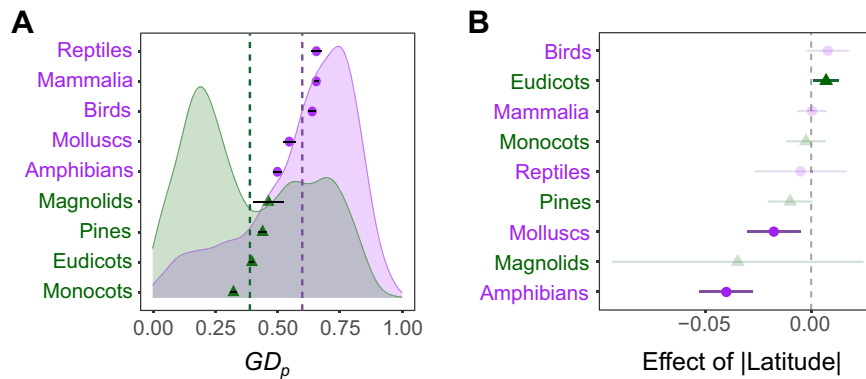 A
Reptiles
Mammalia
Birds
Molluscs
Amphibians
Magnolids
Pines
Eudicots
Monocots
0.00 0.25 0.50 0.75 1.00
GDp
B
Birds
Eudicots
Mammalia
Monocots
Reptiles
Pines
Molluscs
Magnolids
Amphibians
−0.05 0.00
Effect of |Latitude|